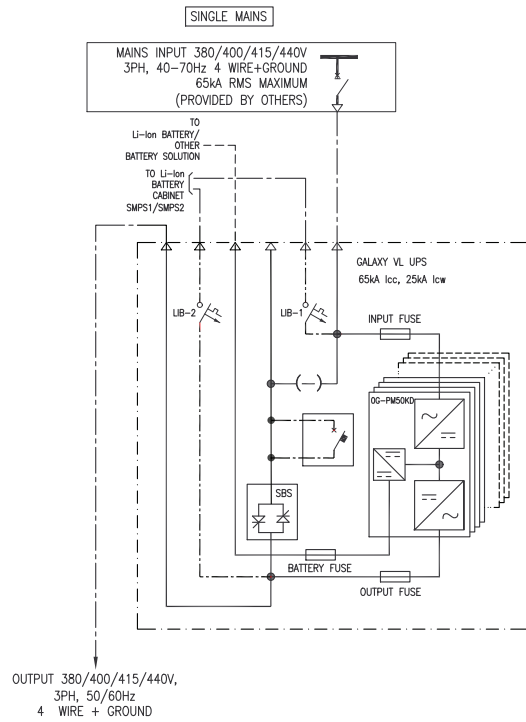 SINGLE MAINS
MAINS INPUT 380/400/415/440V
3PH, 40-70Hz 4 WIRE+GROUND
65kA RMS MAXIMUM
(PROVIDED BY OTHERS)
TO
Li-Ion BATTERY/
OTHER
BATTERY SOLUTION
TO Li-Ion
BATTERY
CABINET
SMPS1/SMPS2
GALAXY VL UPS
65kA Icc, 25kA Icw
LIB-2
LIB-1
INPUT FUSE
OG-PM50KD
SBS
BATTERY FUSE
OUTPUT FUSE
OUTPUT 380/400/415/440V,
3PH, 50/60Hz
4 WIRE + GROUND